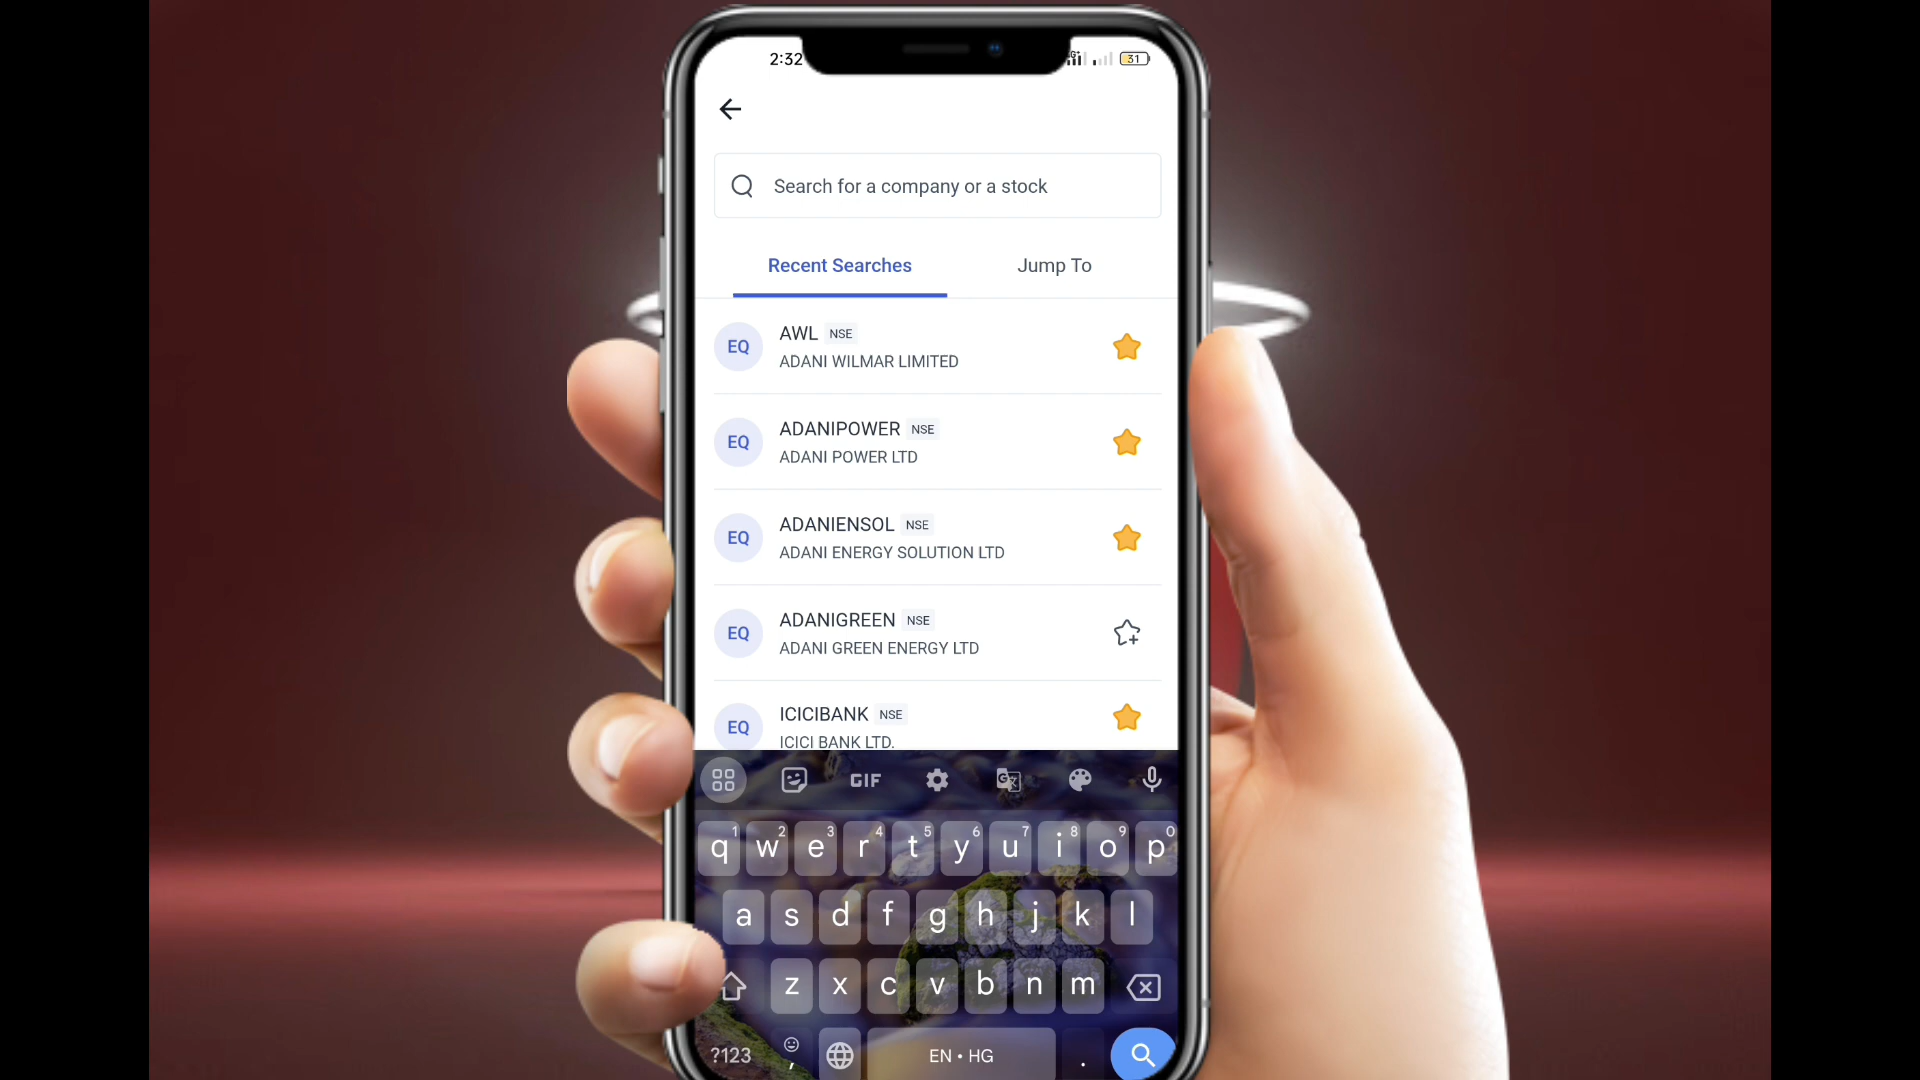 2:32
31
Search for a company or a stock
Recent Searches Jump To
EQ AWL NSE
ADANI WILMAR LIMITED
EQ ADANIPOWER NSE
ADANI POWER LTD
EQ ADANIENSOL NSE
ADANI ENERGY SOLUTION LTD
EQ ADANIGREEN NSE
ADANI GREEN ENERGY LTD
EQ ICICIBANK NSE
ICICI BANK LTD.
GIF
1 2 3 4 5 6 7 8 9 0
q w e r t y u i o p
a s d f g h j k l
z x c v b n m
?123 , EN • HG .